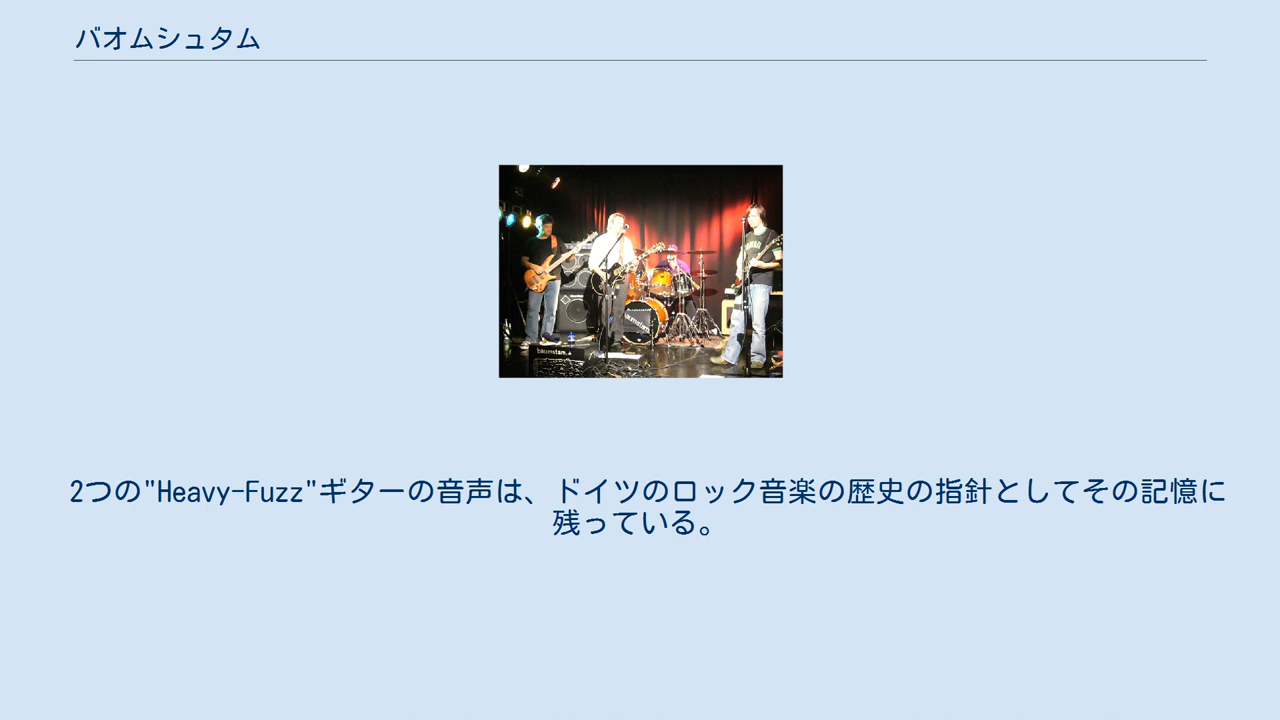 バオムシュタム
baumstam
2つの"Heavy-Fuzz"ギターの音声は、ドイツのロック音楽の歴史の指針としてその記憶に
残っている。